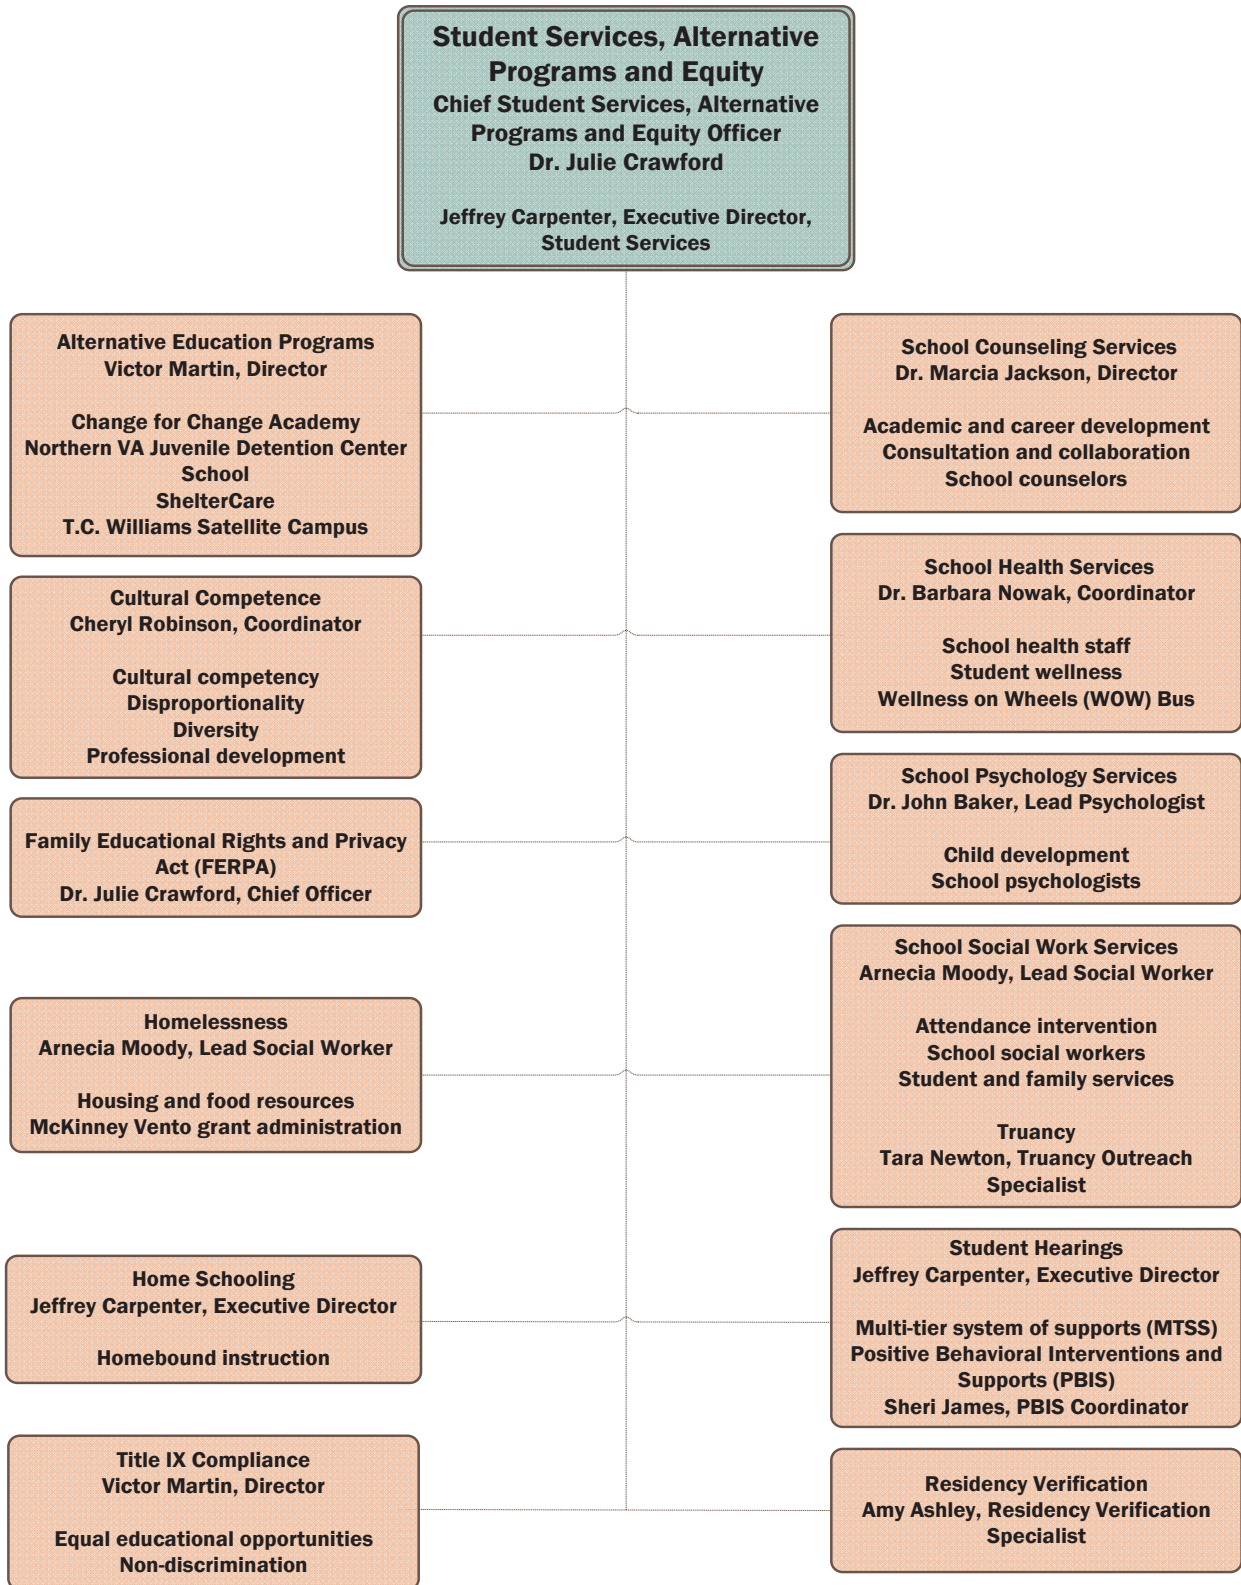 Student Services, Alternative
Programs and Equity
Chief Student Services, Alternative
Programs and Equity Officer
Dr. Julie Crawford
Jeffrey Carpenter, Executive Director,
Student Services
Alternative Education Programs
Victor Martin, Director
Change for Change Academy
Northern VA Juvenile Detention Center
School
ShelterCare
T.C. Williams Satellite Campus
Cultural Competence
Cheryl Robinson, Coordinator
Cultural competency
Disproportionality
Diversity
Professional development
Family Educational Rights and Privacy
Act (FERPA)
Dr. Julie Crawford, Chief Officer
Homelessness
Arnecia Moody, Lead Social Worker
Housing and food resources
McKinney Vento grant administration
Home Schooling
Jeffrey Carpenter, Executive Director
Homebound instruction
Title IX Compliance
Victor Martin, Director
Equal educational opportunities
Non-discrimination
School Counseling Services
Dr. Marcia Jackson, Director
Academic and career development
Consultation and collaboration
School counselors
School Health Services
Dr. Barbara Nowak, Coordinator
School health staff
Student wellness
Wellness on Wheels (WOW) Bus
School Psychology Services
Dr. John Baker, Lead Psychologist
Child development
School psychologists
School Social Work Services
Arnecia Moody, Lead Social Worker
Attendance intervention
School social workers
Student and family services
Truancy
Tara Newton, Truancy Outreach
Specialist
Student Hearings
Jeffrey Carpenter, Executive Director
Multi-tier system of supports (MTSS)
Positive Behavioral Interventions and
Supports (PBIS)
Sheri James, PBIS Coordinator
Residency Verification
Amy Ashley, Residency Verification
Specialist